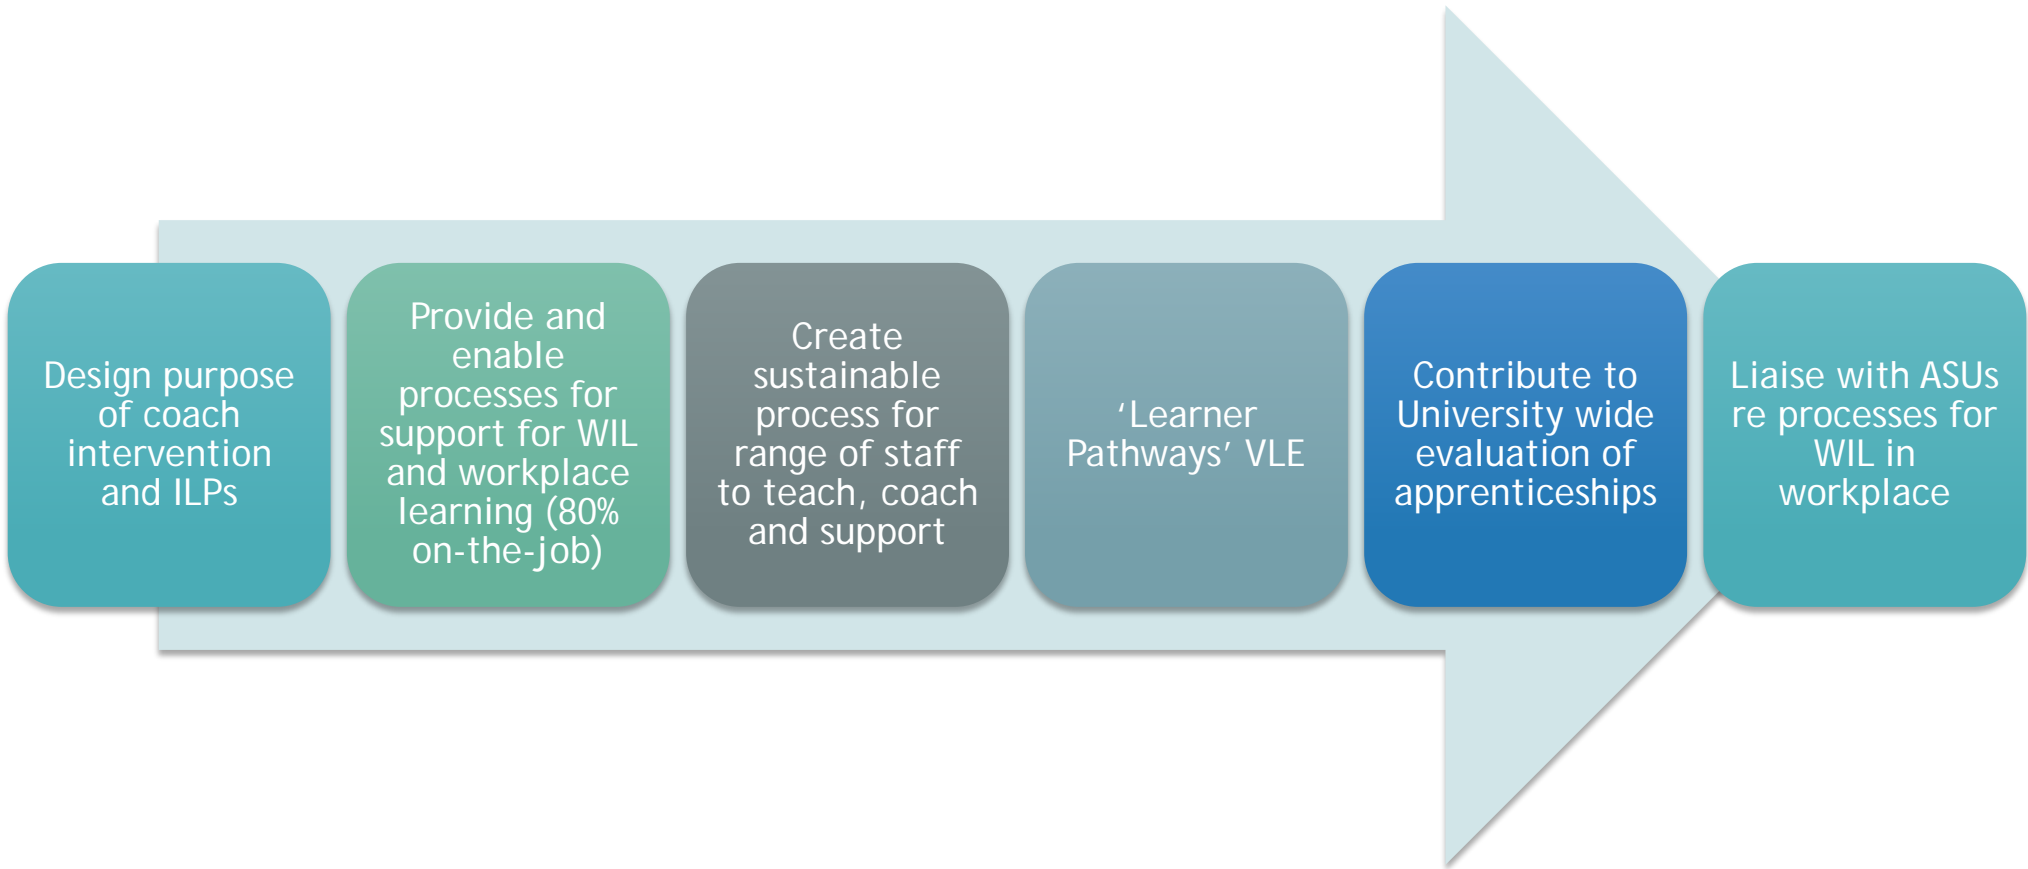 Design purpose
of coach
intervention
and ILPs
Provide and
enable
processes for
support for WIL
and workplace
learning (80%
on-the-job)
Create
sustainable
process for
range of staff
to teach, coach
and support
‘Learner
Pathways’ VLE
Contribute to
University wide
evaluation of
apprenticeships
Liaise with ASUs
re processes for
WIL in
workplace